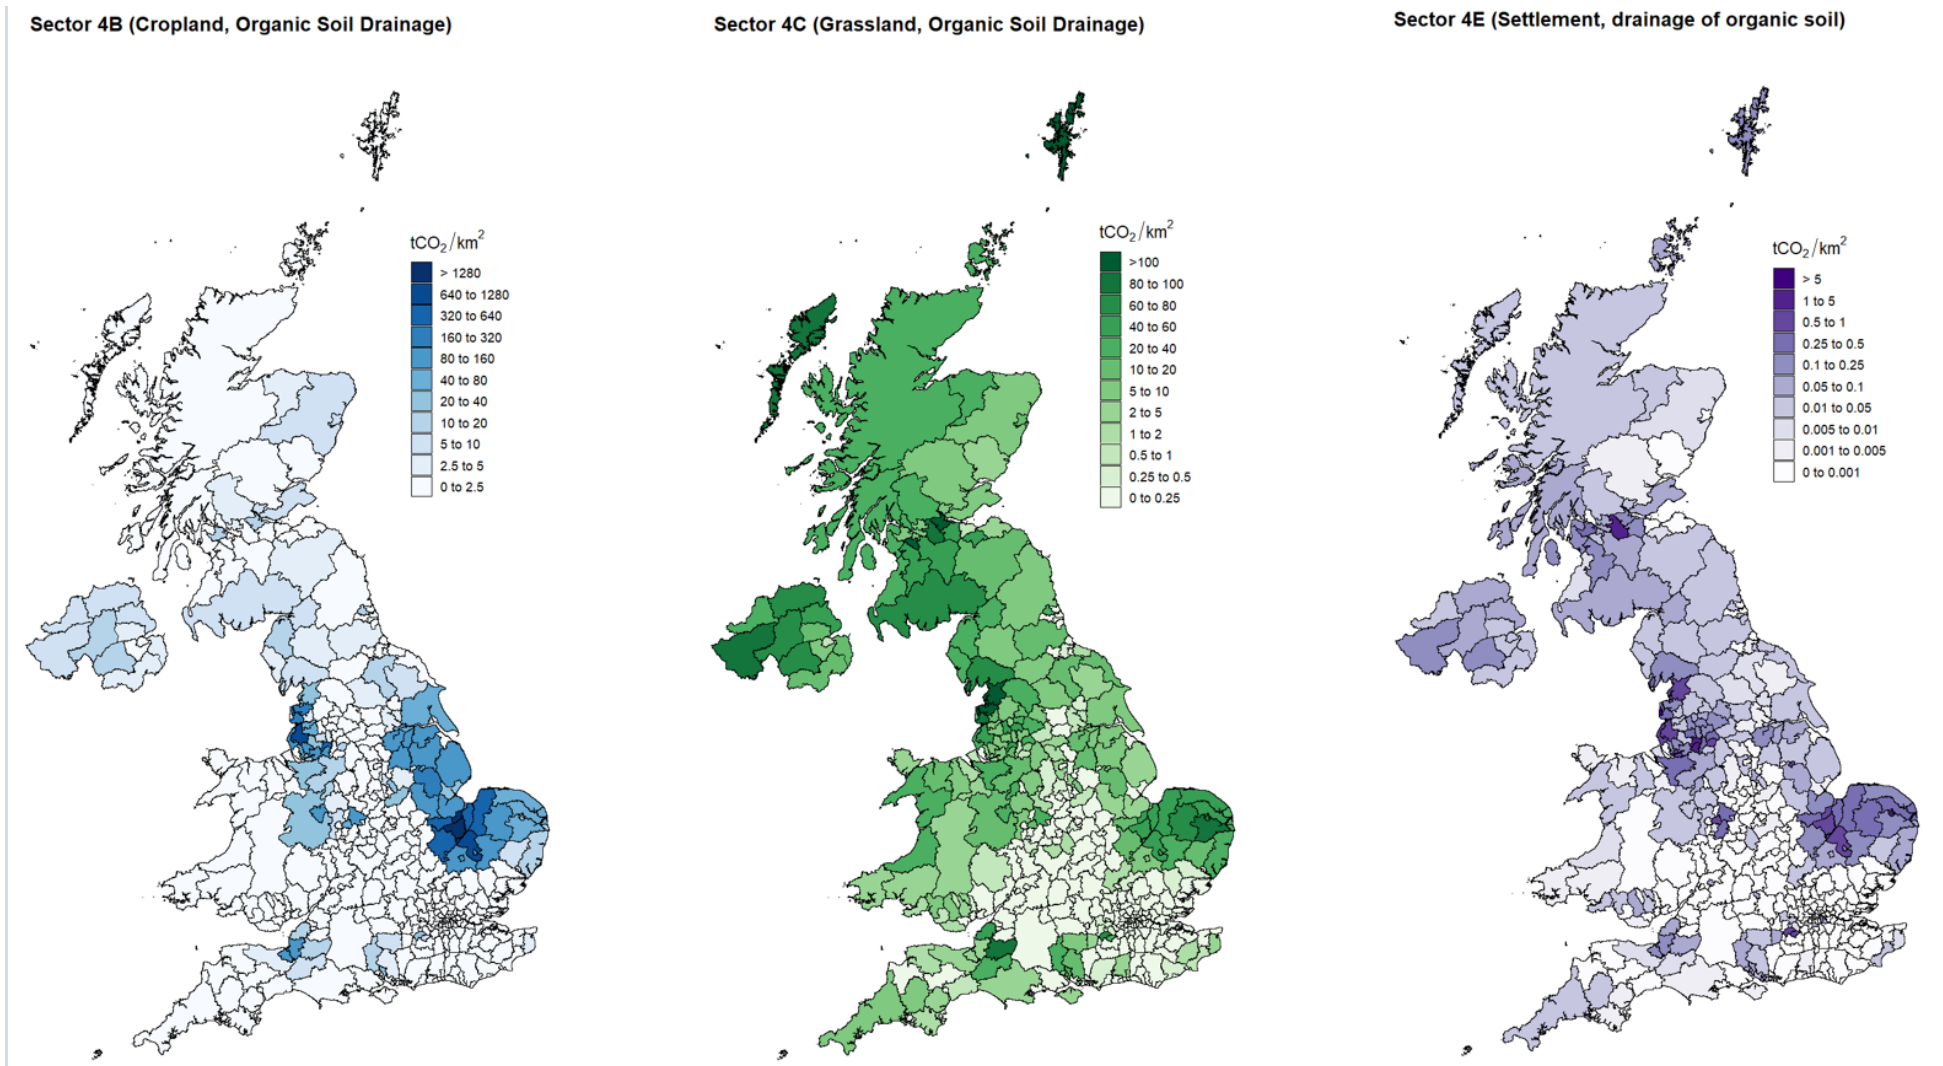 Sector 4B (Cropland, Organic Soil Drainage)
tCO2/km2
> 1280
640 to 1280
320 to 640
160 to 320
80 to 160
40 to 80
20 to 40
10 to 20
5 to 10
2.5 to 5
0 to 2.5
Sector 4C (Grassland, Organic Soil Drainage)
tCO2/km2
>100
80 to 100
60 to 80
40 to 60
20 to 40
10 to 20
5 to 10
2 to 5
1 to 2
0.5 to 1
0.25 to 0.5
0 to 0.25
Sector 4E (Settlement, drainage of organic soil)
tCO2/km2
> 5
1 to 5
0.5 to 1
0.25 to 0.5
0.1 to 0.25
0.05 to 0.1
0.01 to 0.05
0.005 to 0.01
0.001 to 0.005
0 to 0.001